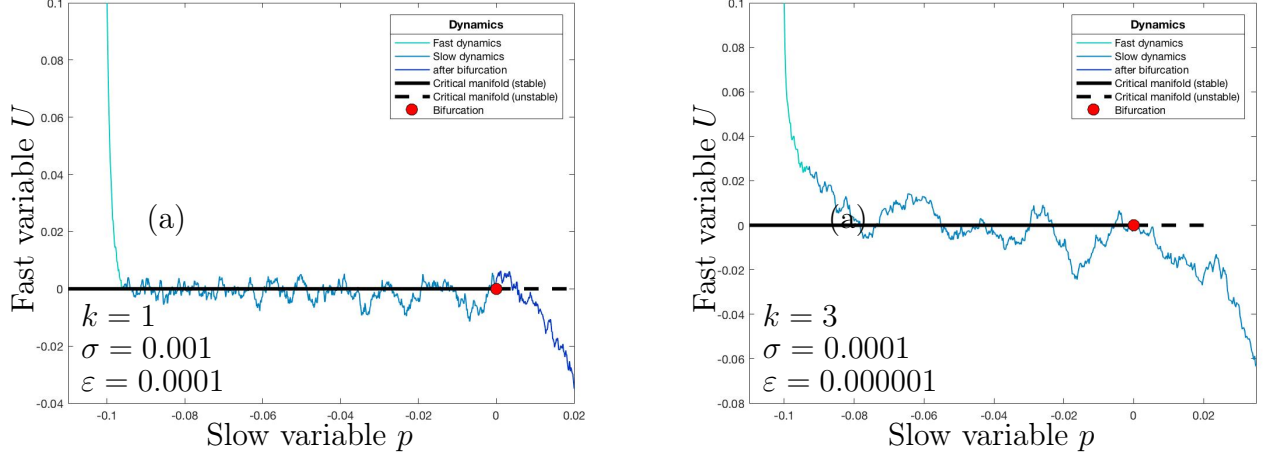 0.1
0.08
0.06
0.04
0.02
0
-0.02
-0.04
Fast variable U
Dynamics
Fast dynamics
Slow dynamics
after bifurcation
Critical manifold (stable)
Critical manifold (unstable)
Bifurcation
(a)
k = 1
σ = 0.001
ε = 0.0001
-0.1 -0.08 -0.06 -0.04 -0.02 0 0.02
Slow variable p
0.1
0.08
0.06
0.04
0.02
0
-0.02
-0.04
-0.06
-0.08
Fast variable U
Dynamics
Fast dynamics
Slow dynamics
after bifurcation
Critical manifold (stable)
Critical manifold (unstable)
Bifurcation
(a)
k = 3
σ = 0.0001
ε = 0.000001
-0.1 -0.08 -0.06 -0.04 -0.02 0 0.02
Slow variable p